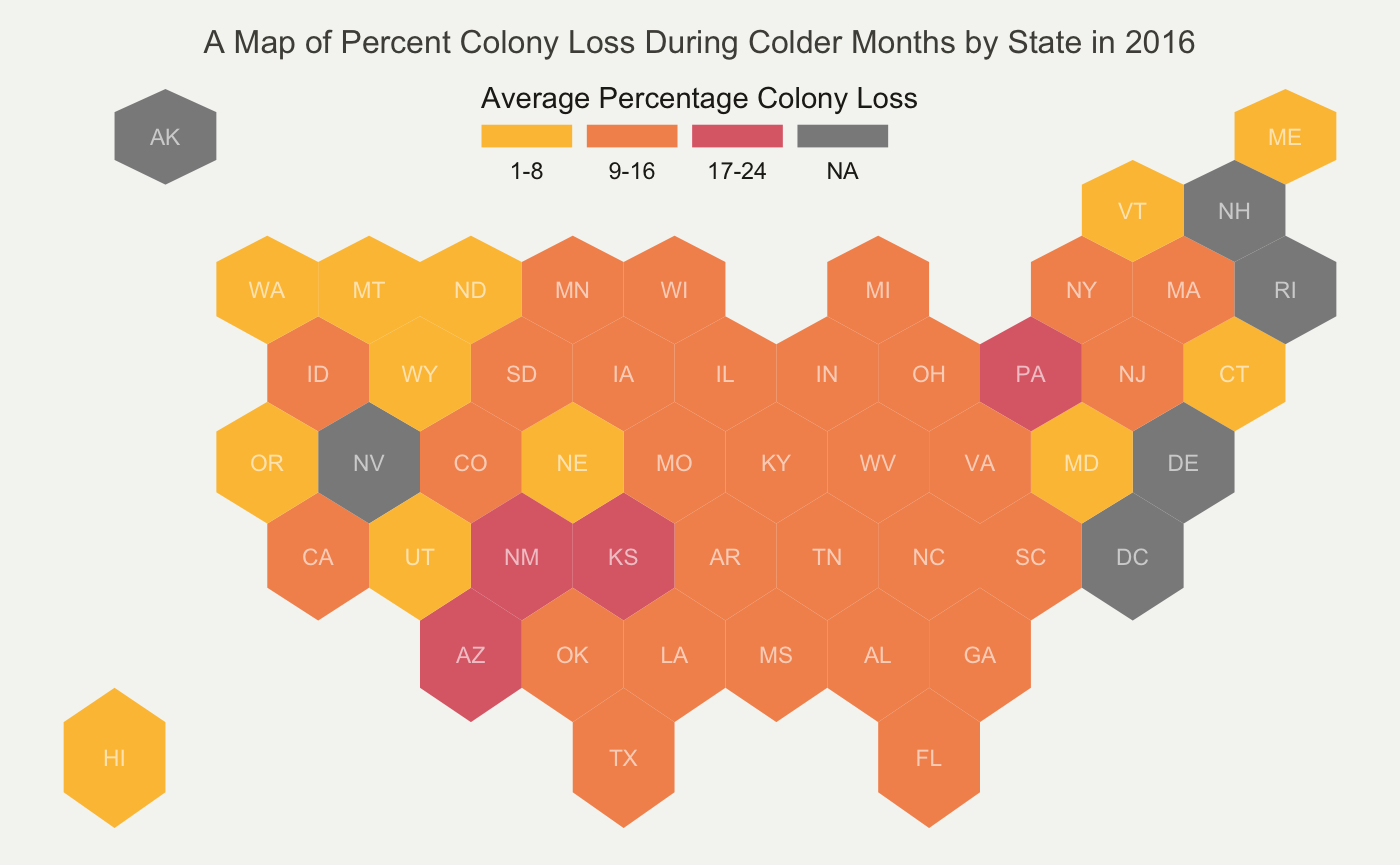 A Map of Percent Colony Loss During Colder Months by State in 2016
Average Percentage Colony Loss
1-8 9-16 17-24 NA
AK ME
VT NH
WA MT ND MN WI MI NY MA RI
ID WY SD IA IL IN OH PA NJ CT
OR NV CO NE MO KY WV VA MD DE
CA UT NM KS AR TN NC SC DC
AZ OK LA MS AL GA
HI TX FL